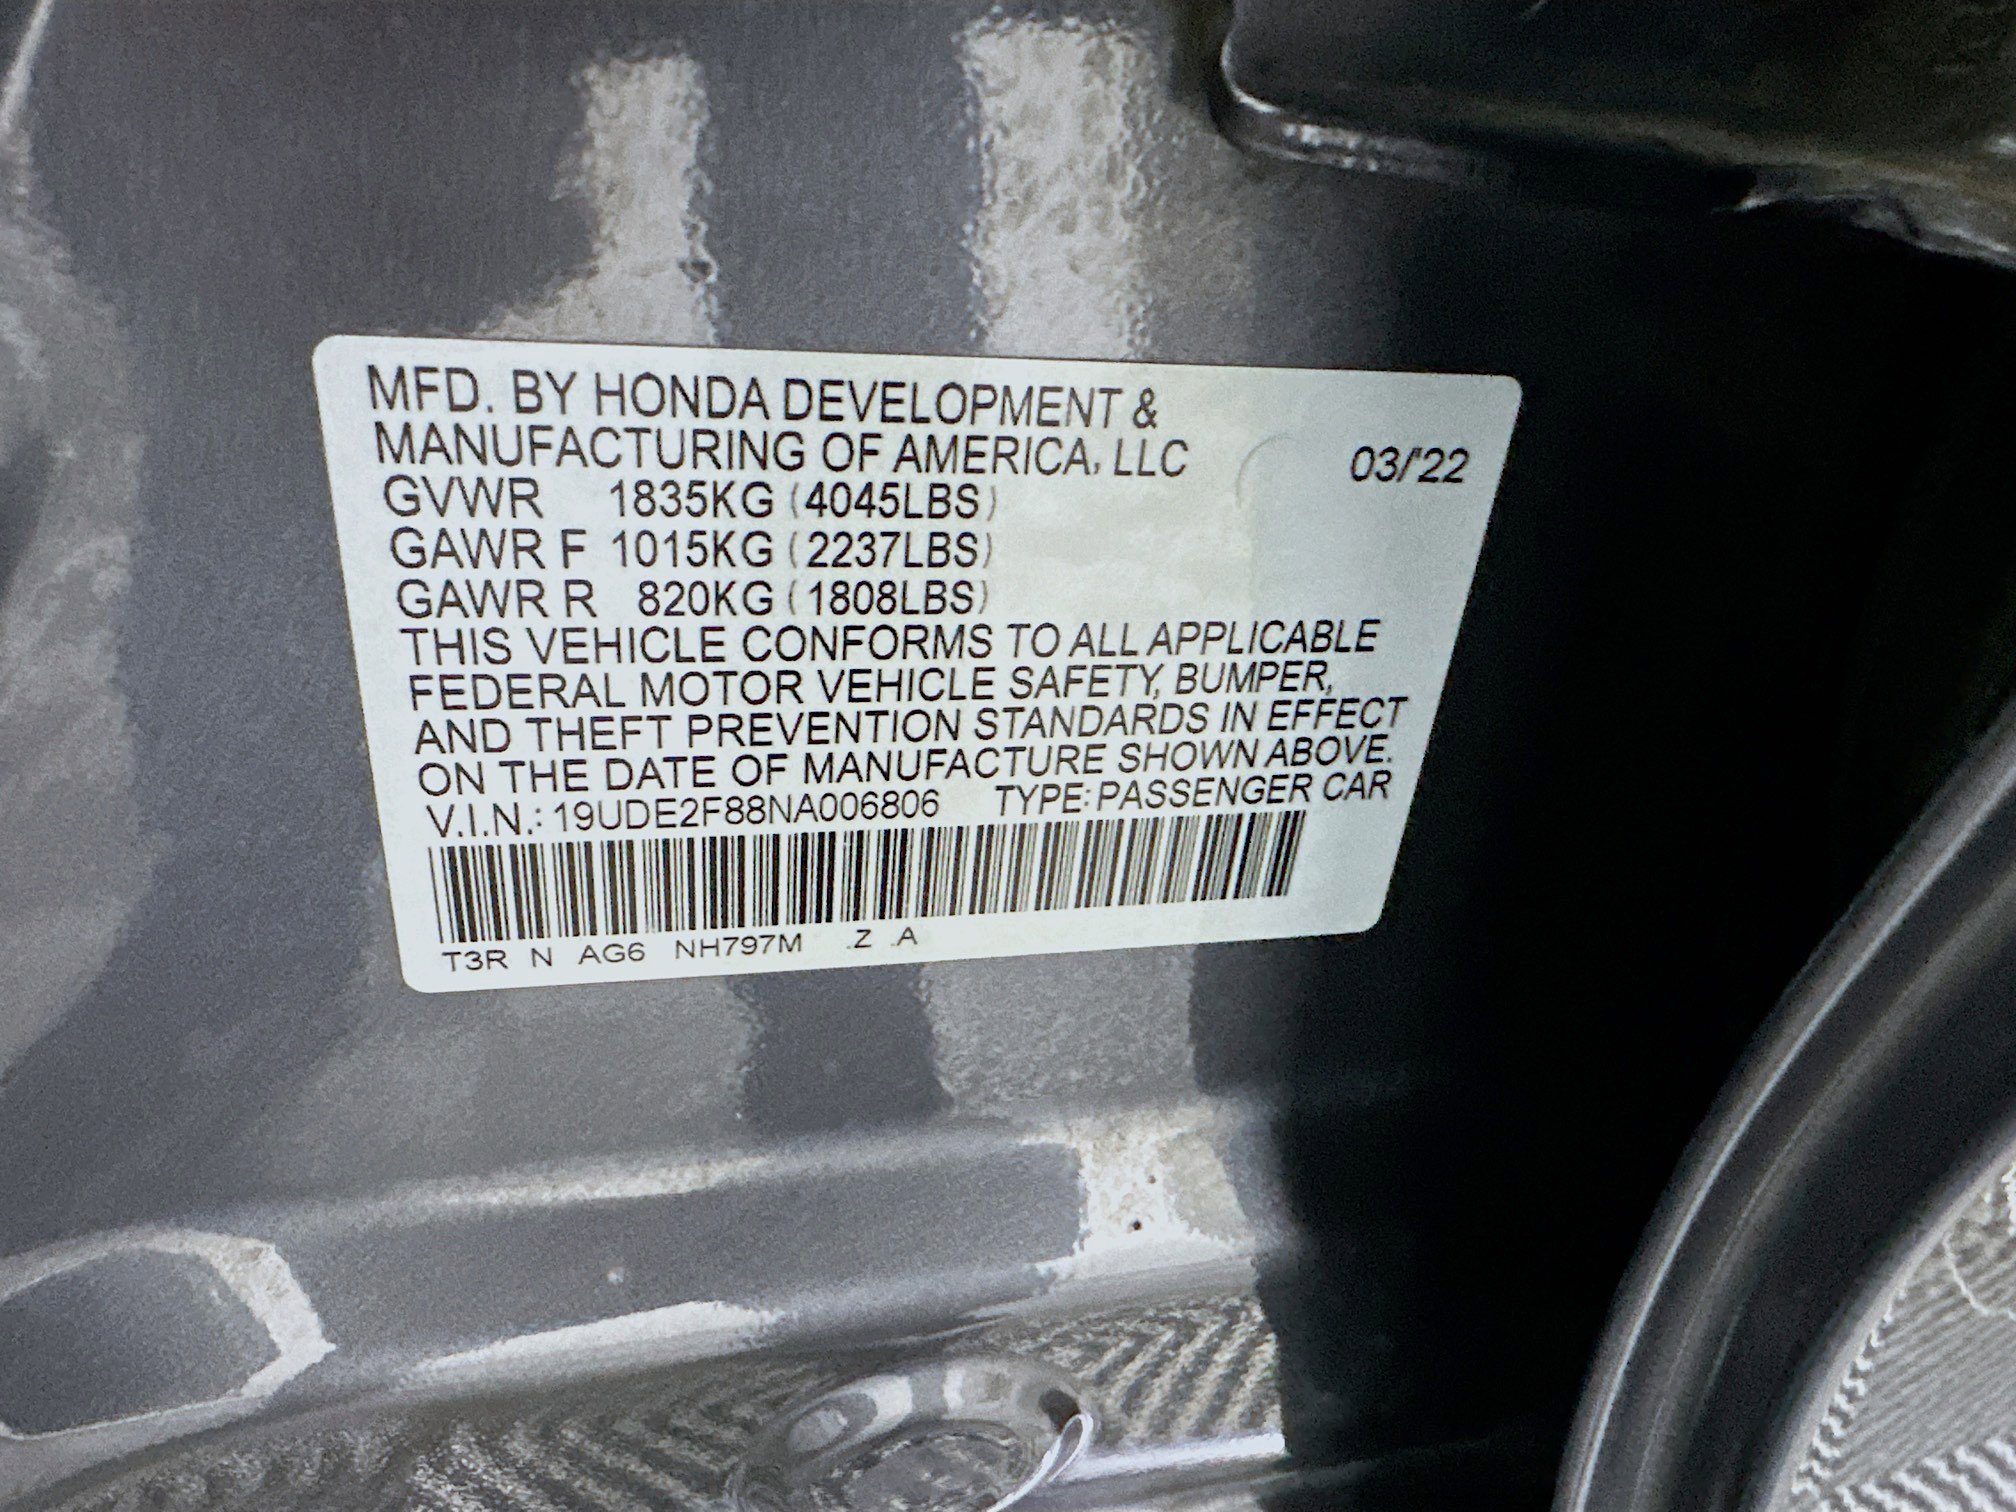 MFD. BY HONDA DEVELOPMENT &
MANUFACTURING OF AMERICA, LLC 03/'22
GVWR 1835KG (4045LBS)
GAWR F 1015KG (2237LBS)
GAWR R 820KG (1808LBS)
THIS VEHICLE CONFORMS TO ALL APPLICABLE
FEDERAL MOTOR VEHICLE SAFETY, BUMPER,
AND THEFT PREVENTION STANDARDS IN EFFECT
ON THE DATE OF MANUFACTURE SHOWN ABOVE.
V.I.N.: 19UDE2F88NA006806 TYPE: PASSENGER CAR
T3R N AG6 NH797M .Z .A